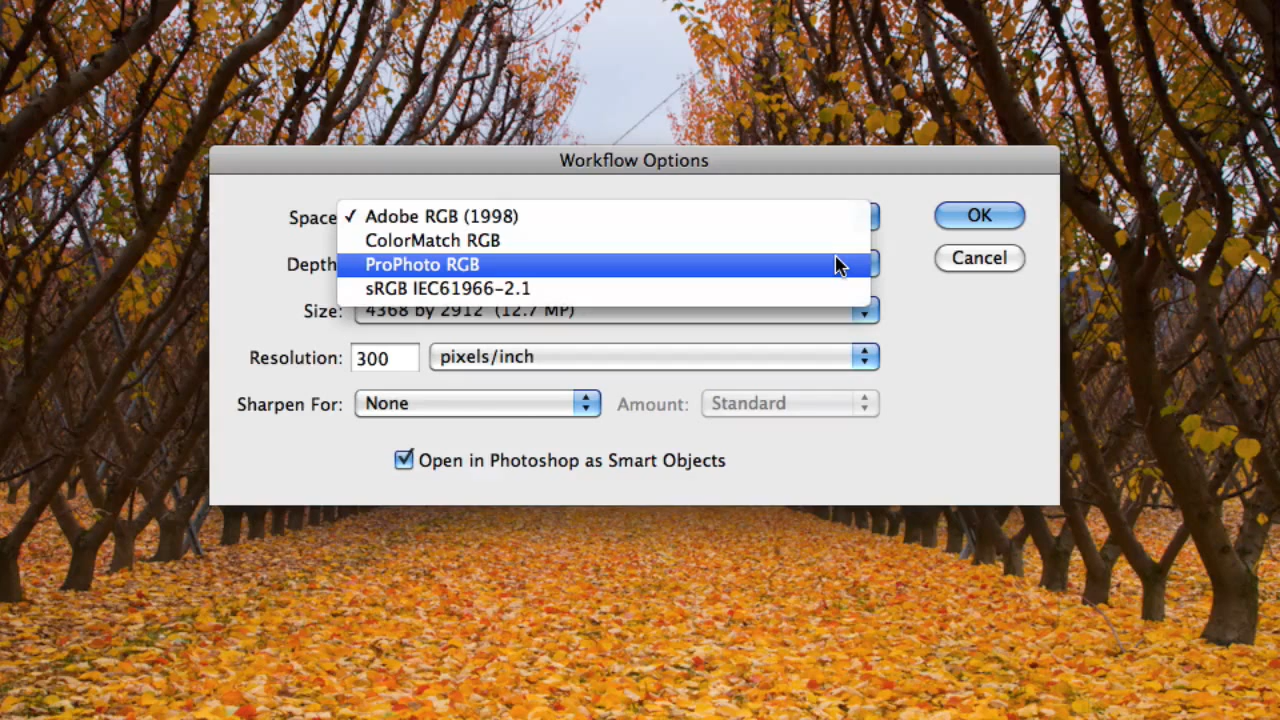 Workflow Options
Space ✓ Adobe RGB (1998)
OK
ColorMatch RGB
Depth ProPhoto RGB
Cancel
sRGB IEC61966-2.1
Size: 4368 by 2912 (12.7 MP)
Resolution: 300 pixels/inch
Sharpen For: None Amount: Standard
Open in Photoshop as Smart Objects